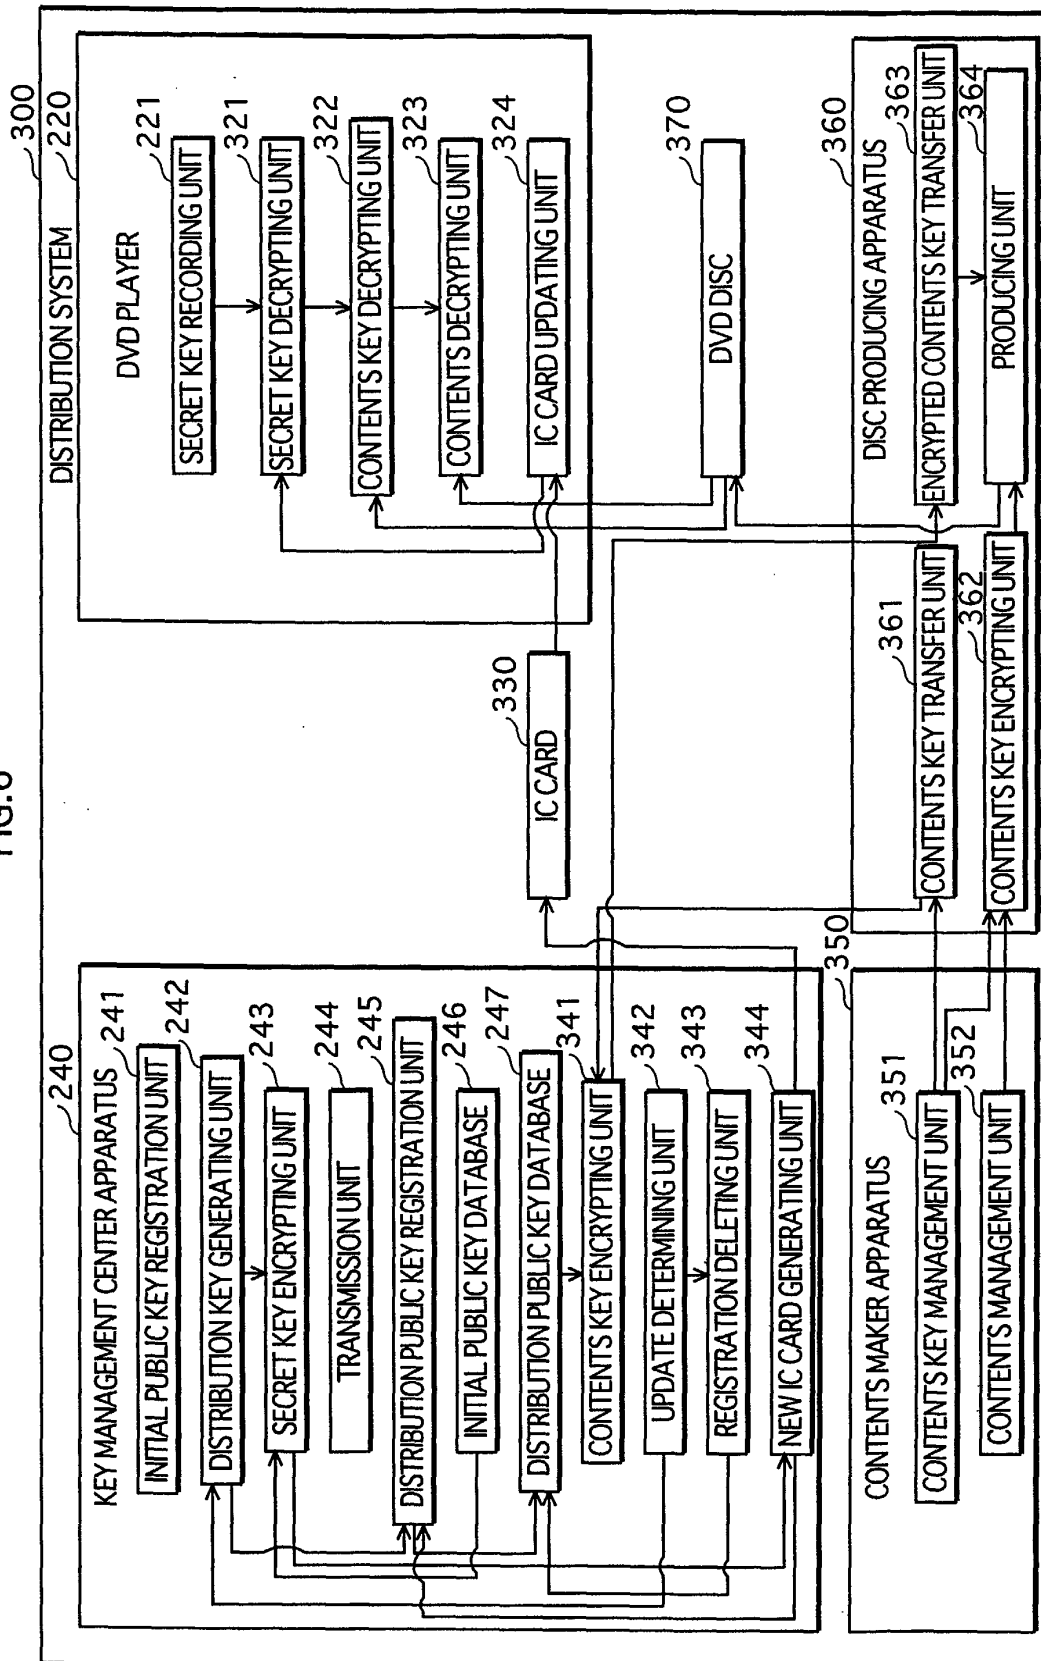 FIG.6
300
DISTRIBUTION SYSTEM
240
KEY MANAGEMENT CENTER APPARATUS
241
INITIAL PUBLIC KEY REGISTRATION UNIT
242
DISTRIBUTION KEY GENERATING UNIT
243
SECRET KEY ENCRYPTING UNIT
244
TRANSMISSION UNIT
245
DISTRIBUTION PUBLIC KEY REGISTRATION UNIT
246
INITIAL PUBLIC KEY DATABASE
247
DISTRIBUTION PUBLIC KEY DATABASE
341
CONTENTS KEY ENCRYPTING UNIT
342
UPDATE DETERMINING UNIT
343
REGISTRATION DELETING UNIT
344
NEW IC CARD GENERATING UNIT
330
IC CARD
220
DVD PLAYER
221
SECRET KEY RECORDING UNIT
321
SECRET KEY DECRYPTING UNIT
322
CONTENTS KEY DECRYPTING UNIT
323
CONTENTS DECRYPTING UNIT
324
IC CARD UPDATING UNIT
370
DVD DISC
350
CONTENTS MAKER APPARATUS
351
CONTENTS KEY MANAGEMENT UNIT
352
CONTENTS MANAGEMENT UNIT
360
DISC PRODUCING APPARATUS
361
CONTENTS KEY TRANSFER UNIT
362
CONTENTS KEY ENCRYPTING UNIT
363
ENCRYPTED CONTENTS KEY TRANSFER UNIT
364
PRODUCING UNIT